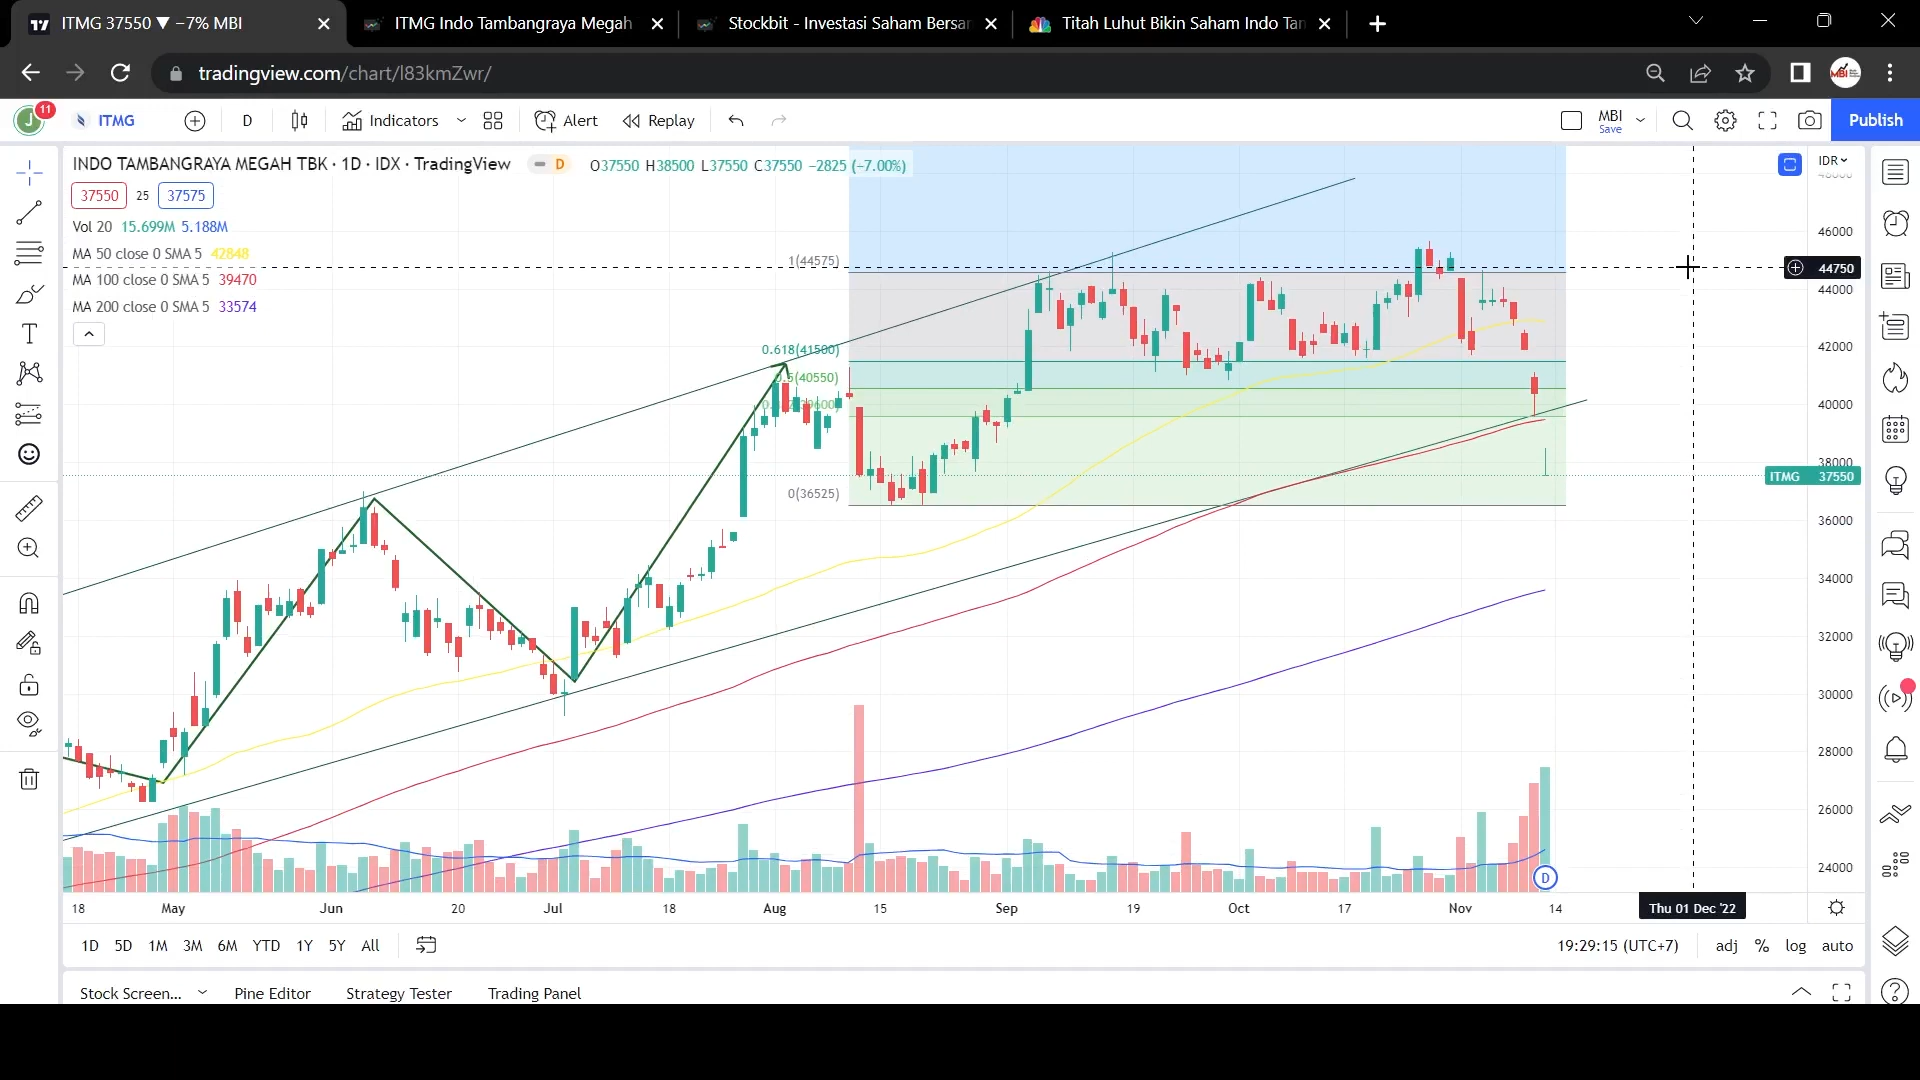 ITMG 37550 ▼ −7% MBI
ITMG Indo Tambangraya Megah
Stockbit - Investasi Saham Bersar
Titah Luhut Bikin Saham Indo Tan
tradingview.com/chart/l83kmZwr/
J 11
ITMG
D
Indicators
Alert
Replay
MBI
Save
Publish
INDO TAMBANGRAYA MEGAH TBK · 1D · IDX · TradingView
D
O37550 H38500 L37550 C37550 −2825 (−7.00%)
IDR
37550 25 37575
Vol 20 15.699M 5.188M
MA 50 close 0 SMA 5 42848
MA 100 close 0 SMA 5 39470
MA 200 close 0 SMA 5 33574
1(44575)
0.618(41500)
0.5(40550)
0(36525)
48000
46000
44750
44000
42000
40000
38000
ITMG 37550
36000
34000
32000
30000
28000
26000
24000
D
18 May Jun 20 Jul 18 Aug 15 Sep 19 Oct 17 Nov 14 Thu 01 Dec '22
1D 5D 1M 3M 6M YTD 1Y 5Y All
19:29:15 (UTC+7) adj % log auto
Stock Screen... Pine Editor Strategy Tester Trading Panel